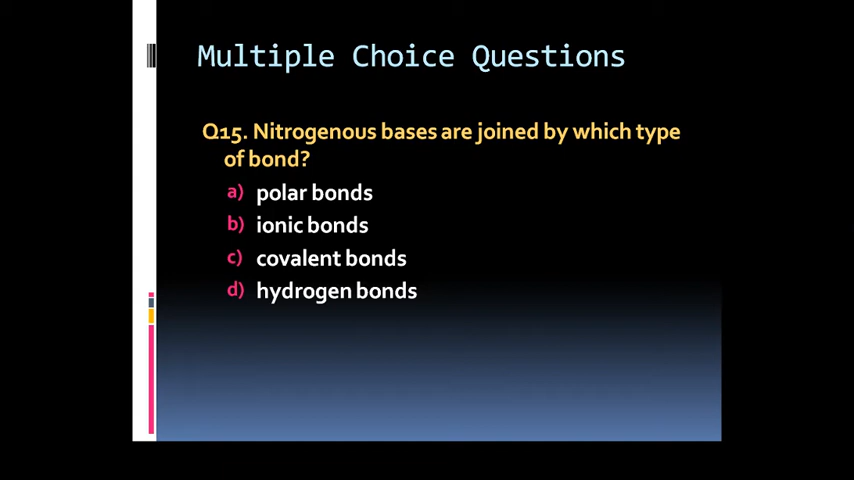 Multiple Choice Questions
Q15. Nitrogenous bases are joined by which type
of bond?
a) polar bonds
b) ionic bonds
c) covalent bonds
d) hydrogen bonds